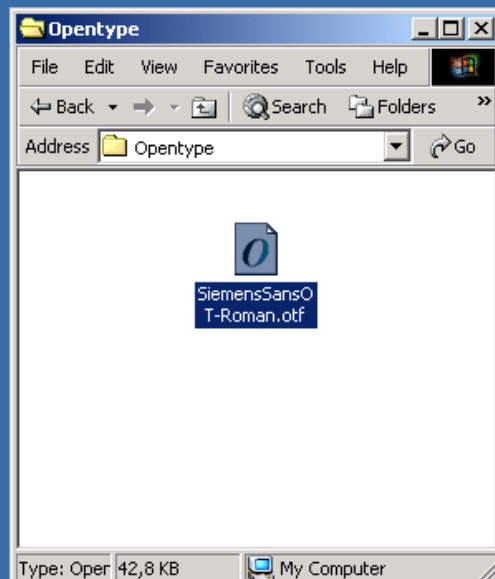 Opentype
File Edit View Favorites Tools Help
Back Search Folders »
Address Opentype Go
SiemensSansO
T-Roman.otf
Type: Oper 42,8 KB My Computer